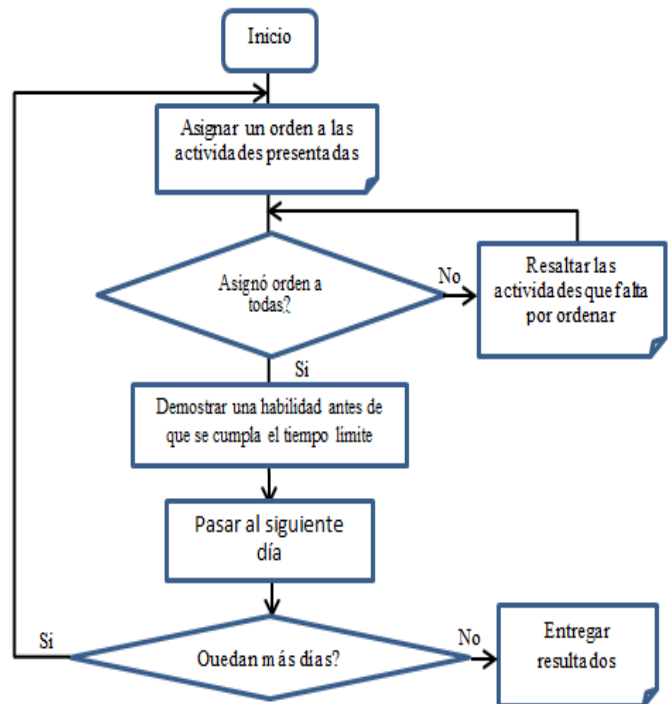 Inicio
Asignar un orden a las
actividades presentadas
Asignó orden a
todas?
No
Resaltar las
actividades que falta
por ordenar
Si
Demostrar una habilidad antes de
que se cumpla el tiempo límite
Pasar al siguiente
día
Si
Quedan más días?
No
Entregar
resultados